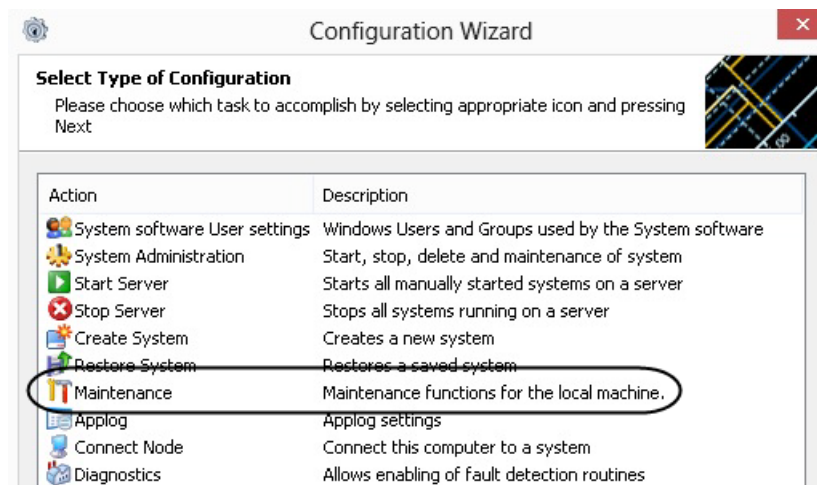 Configuration Wizard
Select Type of Configuration
Please choose which task to accomplish by selecting appropriate icon and pressing
Next
Action Description
System software User settings Windows Users and Groups used by the System software
System Administration Start, stop, delete and maintenance of system
Start Server Starts all manually started systems on a server
Stop Server Stops all systems running on a server
Create System Creates a new system
Restore System Restores a saved system
Maintenance Maintenance functions for the local machine.
Applog Applog settings
Connect Node Connect this computer to a system
Diagnostics Allows enabling of fault detection routines